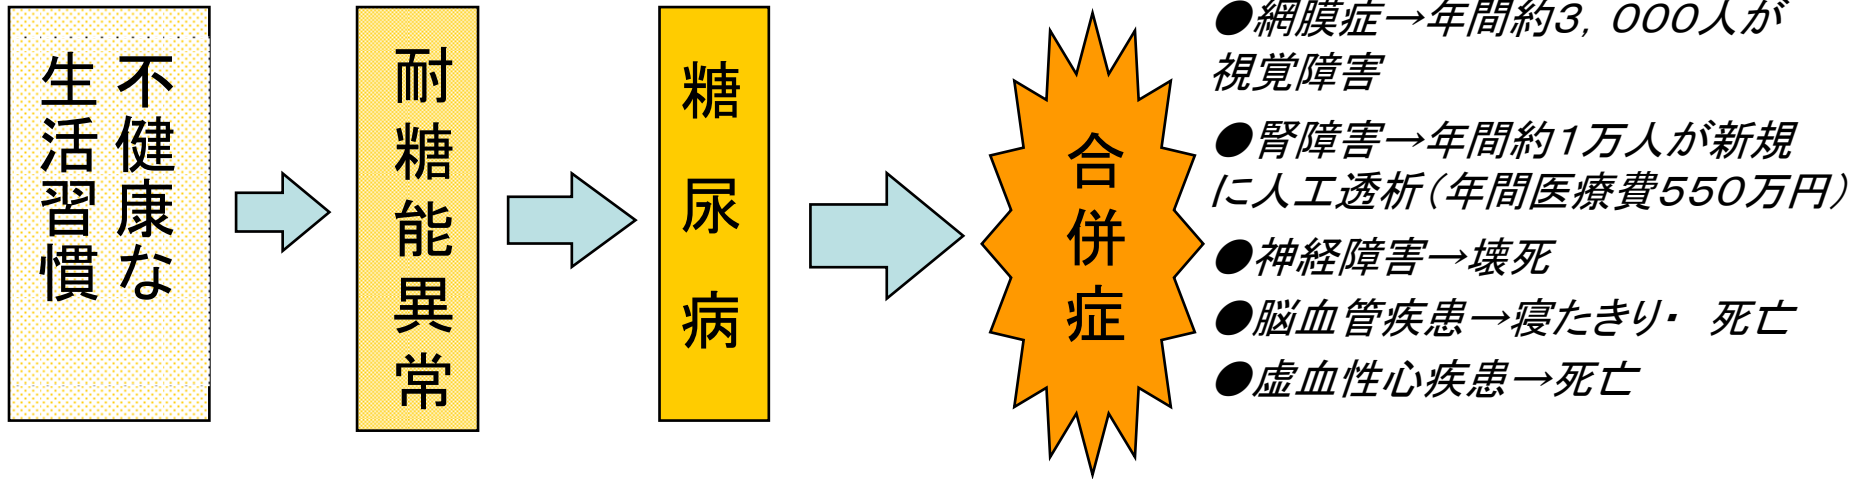 不健康な
生活習慣
耐糖能異常
糖尿病
合併症
●網膜症→年間約3，000人が
視覚障害
●腎障害→年間約1万人が新規
に人工透析（年間医療費550万円）
●神経障害→壊死
●脳血管疾患→寝たきり・　死亡
●虚血性心疾患→死亡